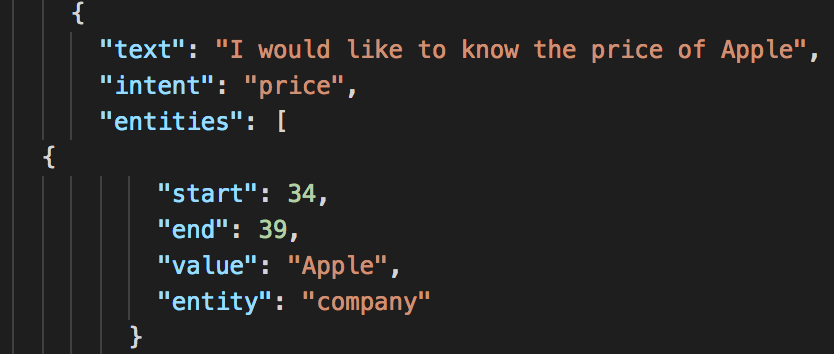 {
"text": "I would like to know the price of Apple",
"intent": "price",
"entities": [
{
"start": 34,
"end": 39,
"value": "Apple",
"entity": "company"
}